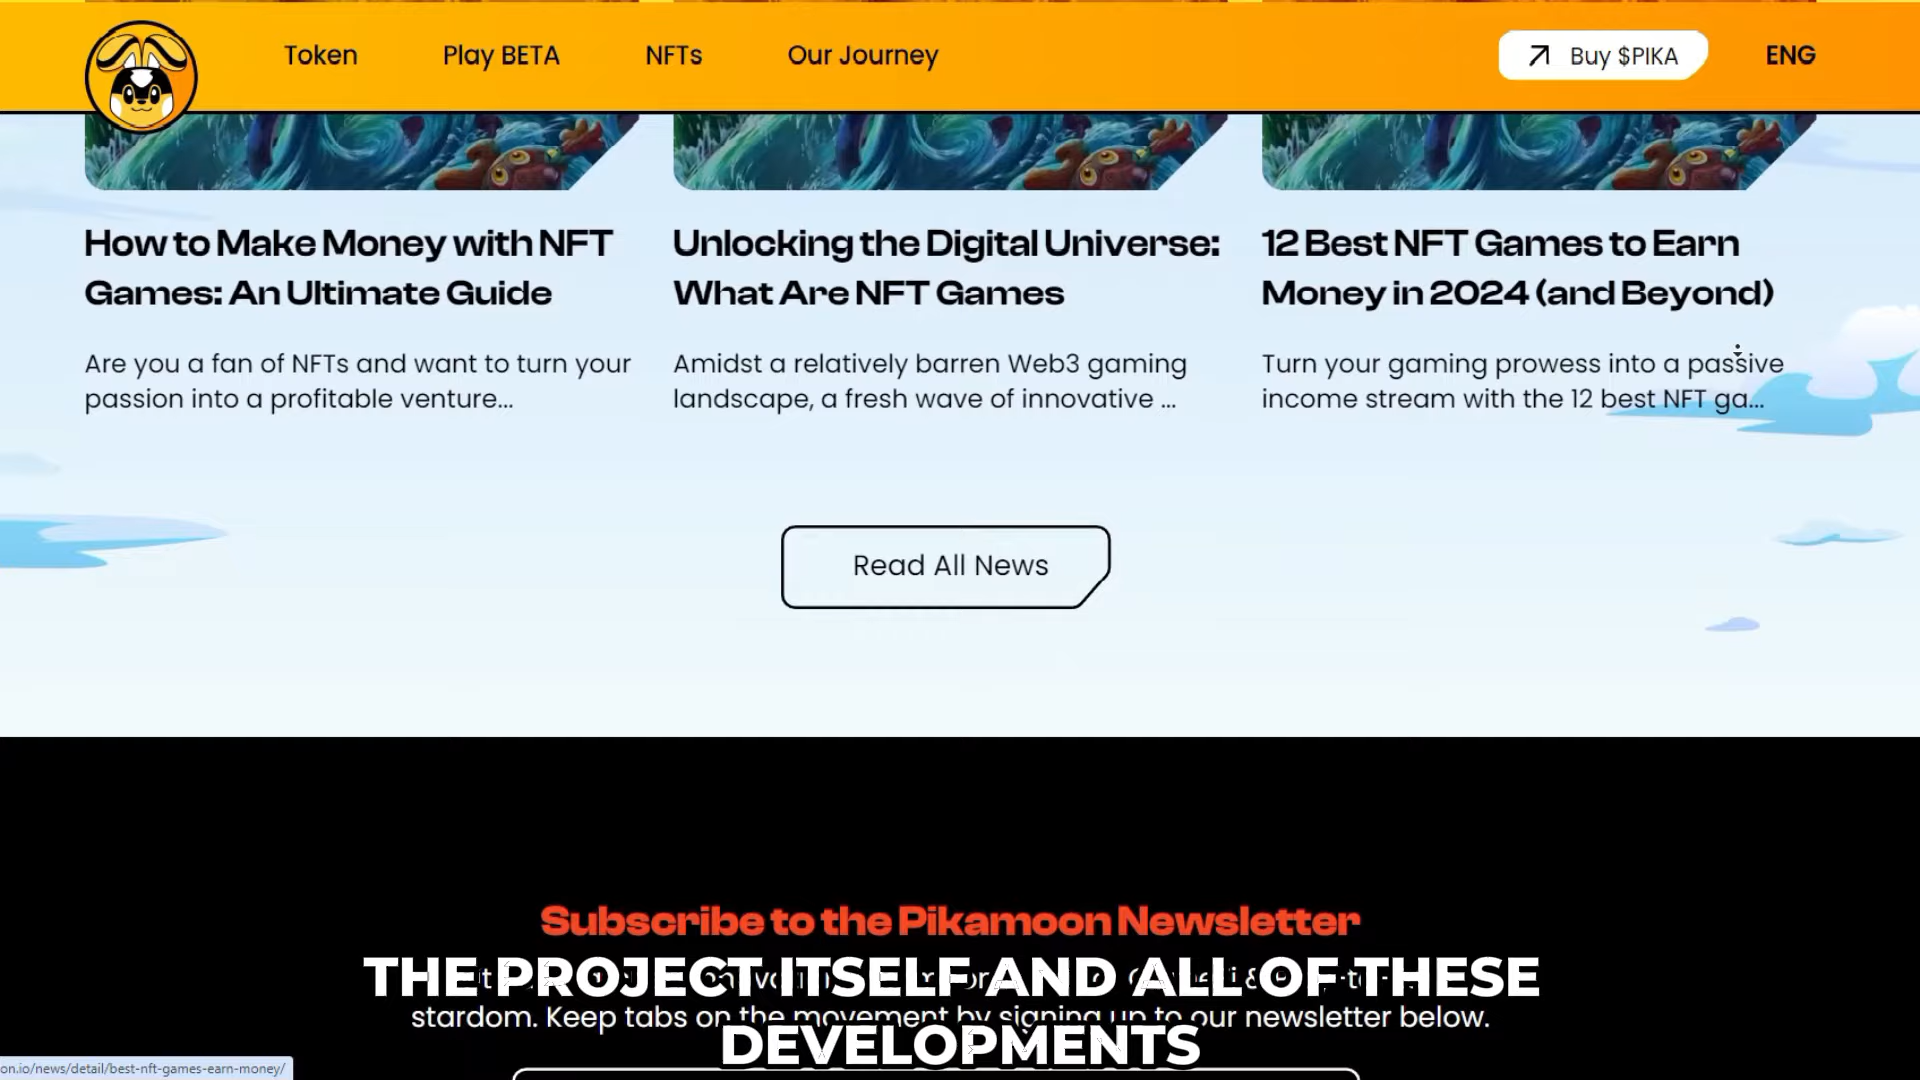 Token
Play BETA
NFTs
Our Journey
Buy $PIKA
ENG
How to Make Money with NFT
Games: An Ultimate Guide
Are you a fan of NFTs and want to turn your
passion into a profitable venture...
Unlocking the Digital Universe:
What Are NFT Games
Amidst a relatively barren Web3 gaming
landscape, a fresh wave of innovative ...
12 Best NFT Games to Earn
Money in 2024 (and Beyond)
Turn your gaming prowess into a passive
income stream with the 12 best NFT ga...
Read All News
Subscribe to the Pikamoon Newsletter
THE PROJECT ITSELF AND ALL OF THESE
stardom. Keep tabs on the movement by signing up to our newsletter below.
DEVELOPMENTS
on.io/news/detail/best-nft-games-earn-money/